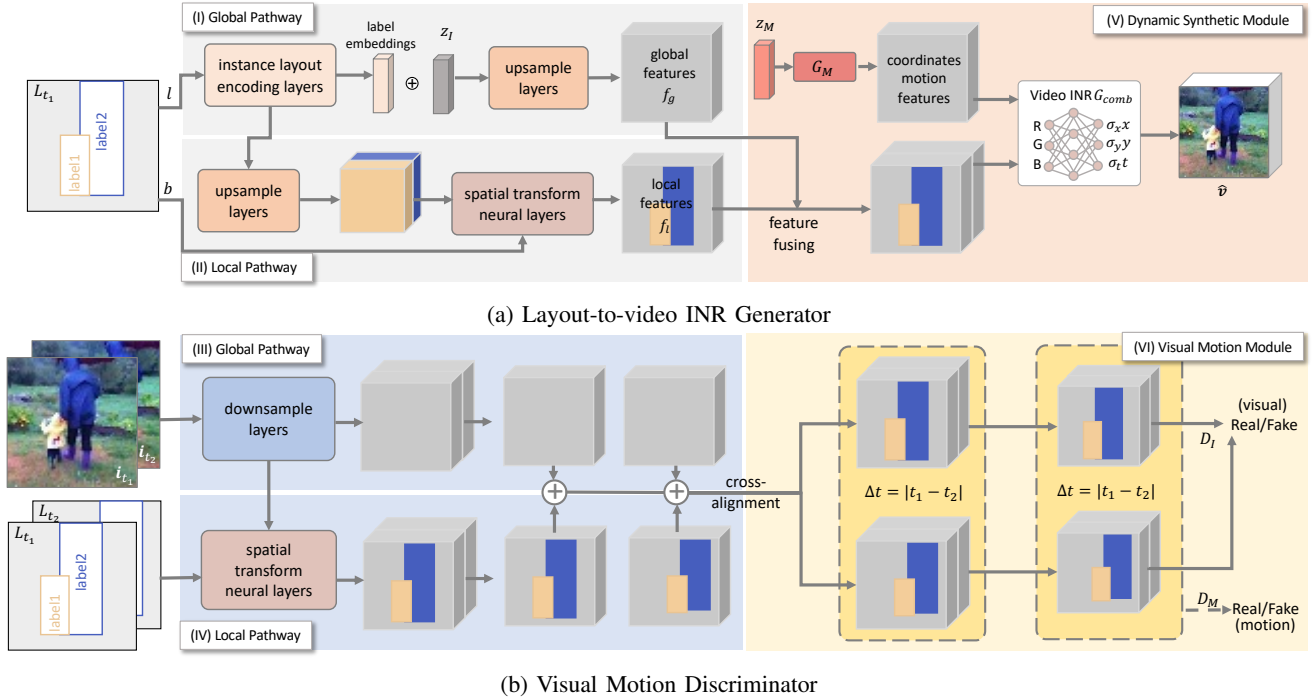 (I) Global Pathway
(V) Dynamic Synthetic Module
label
embeddings
z_I
z_M
L_{t_1}
l
instance layout
encoding layers
⊕
upsample
layers
global
features
f_g
G_M
coordinates
motion
features
label1
label2
Video INR G_{comb}
R
G
B
σ_x x
σ_y y
σ_t t
v̂
b
upsample
layers
spatial transform
neural layers
local
features
f_l
feature
fusing
(II) Local Pathway
(a) Layout-to-video INR Generator
(III) Global Pathway
(VI) Visual Motion Module
downsample
layers
i_{t_2}
i_{t_1}
(visual)
Real/Fake
D_I
+
+
cross-
alignment
Δt = |t_1 − t_2|
Δt = |t_1 − t_2|
L_{t_2}
L_{t_1}
label1
label2
spatial
transform
neural layers
(IV) Local Pathway
D_M
Real/Fake
(motion)
(b) Visual Motion Discriminator